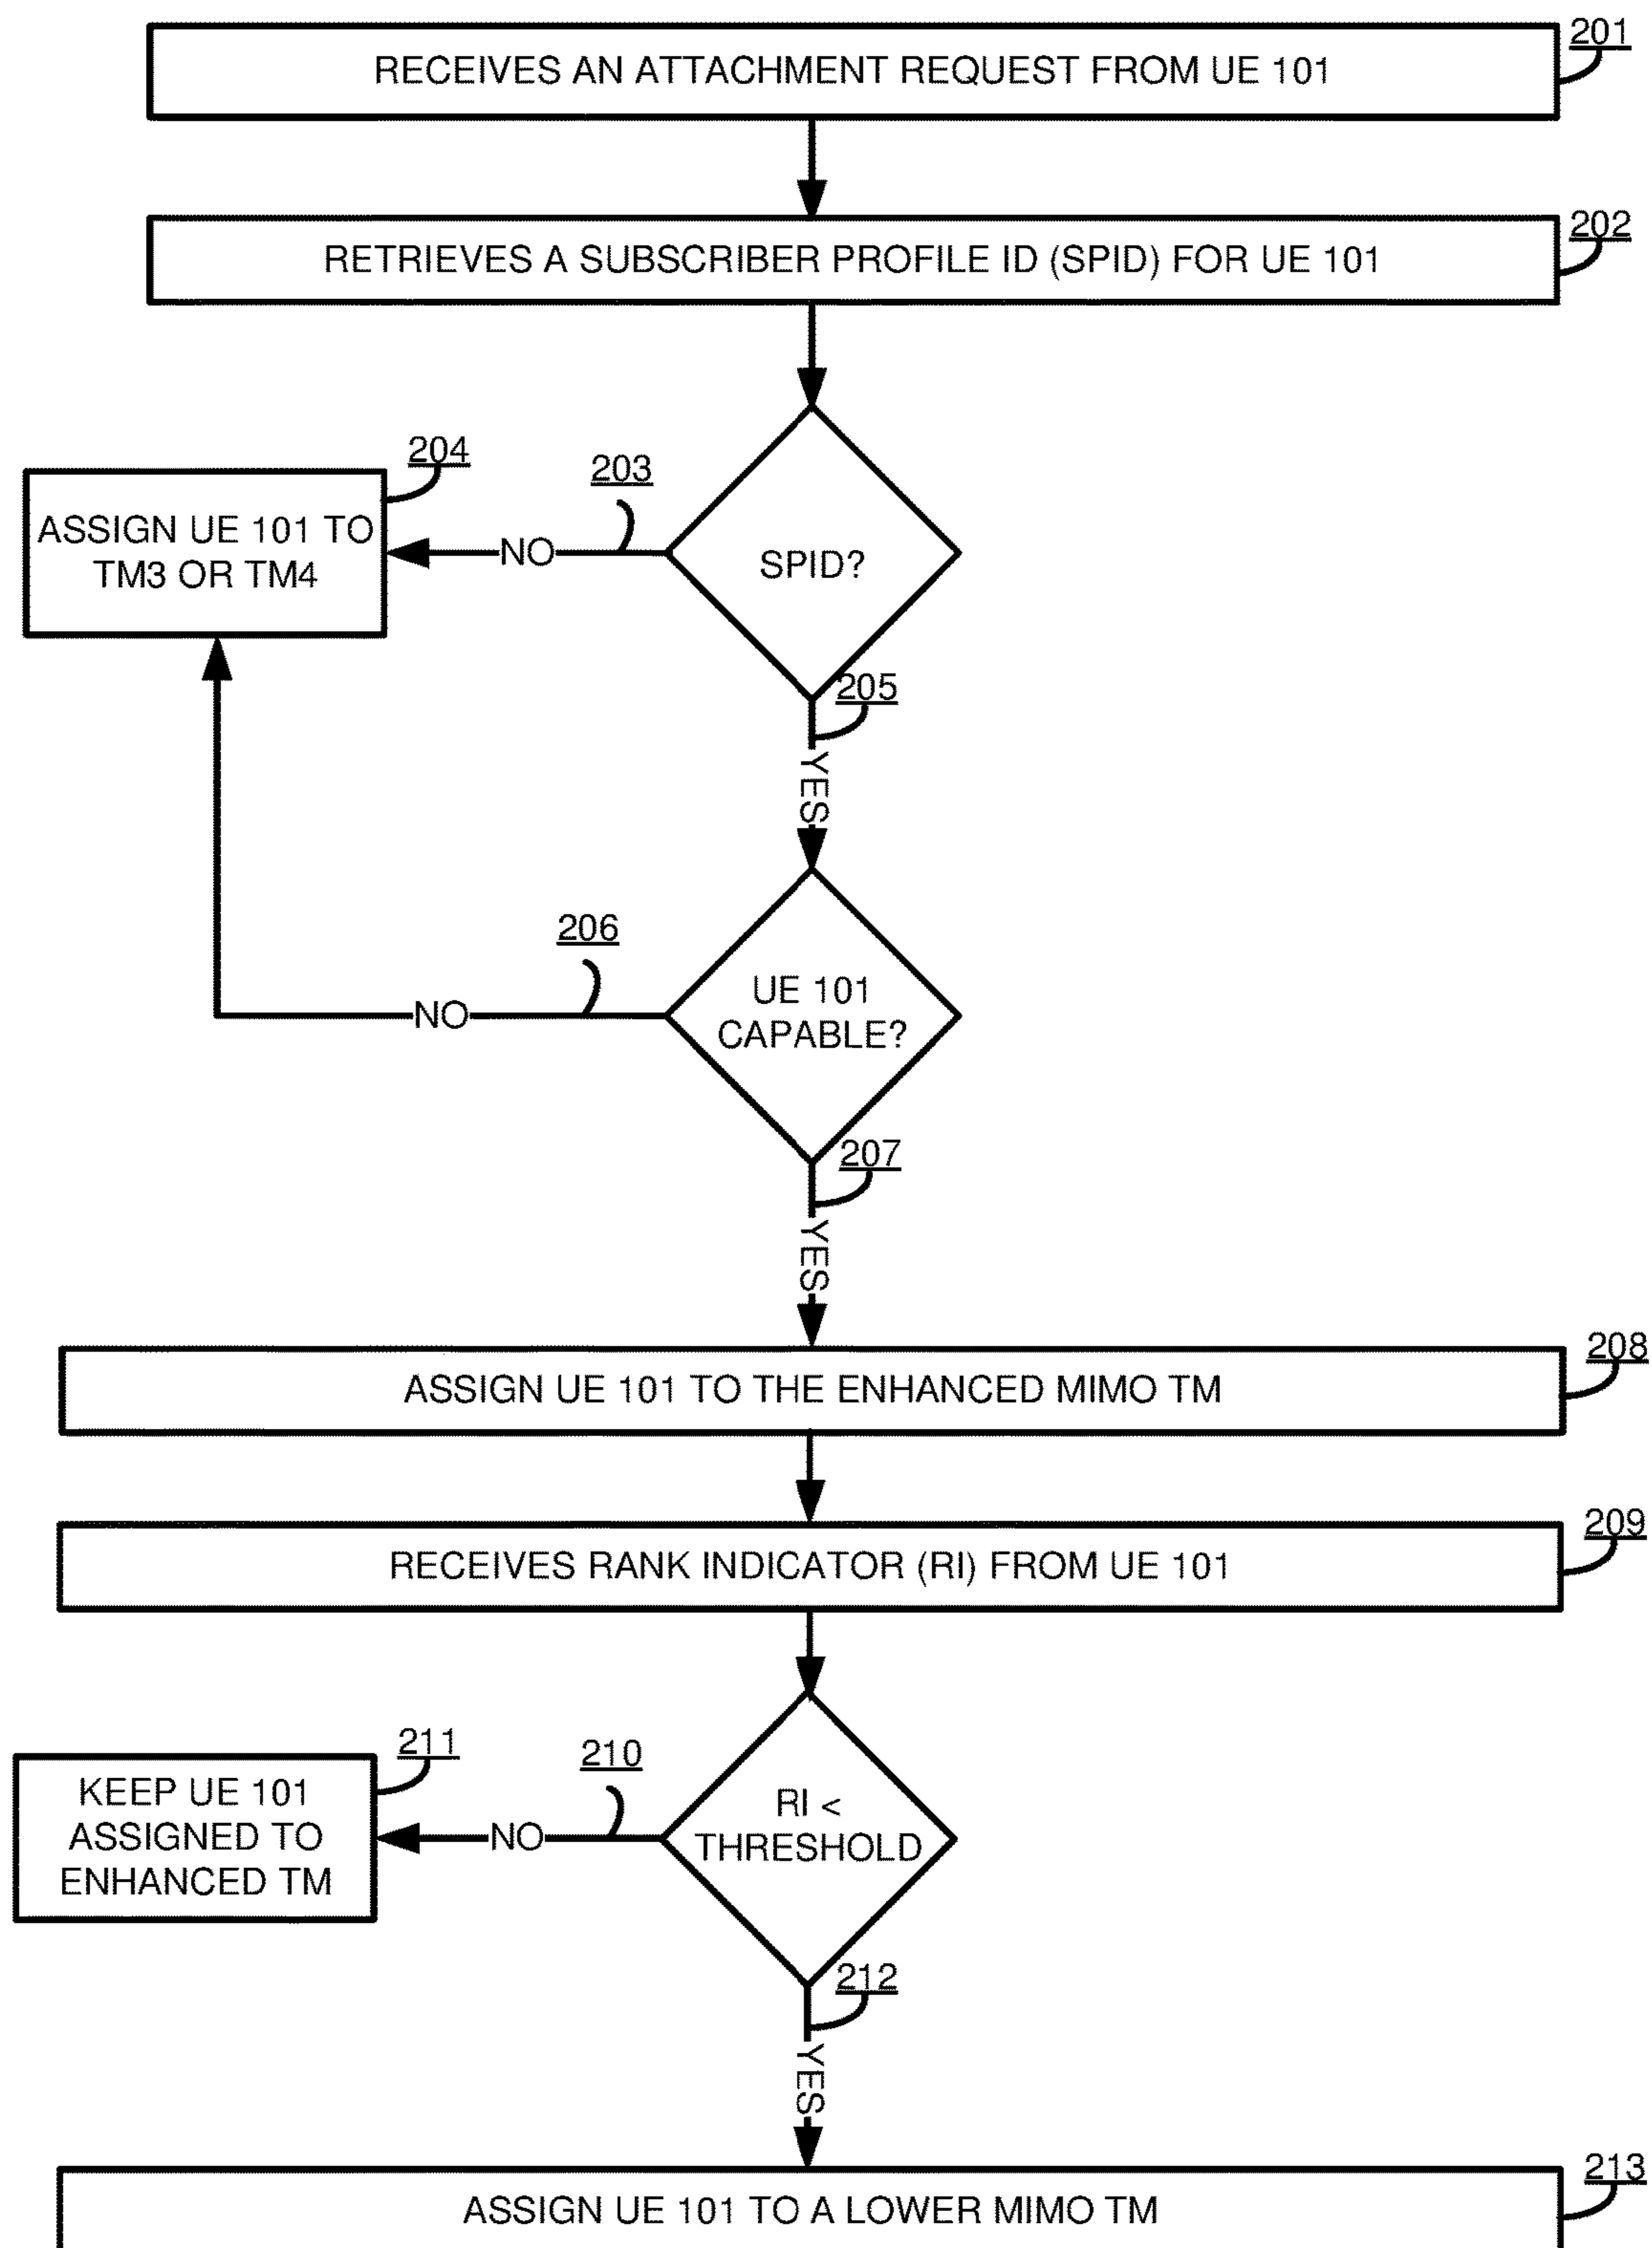 201
RECEIVES AN ATTACHMENT REQUEST FROM UE 101
202
RETRIEVES A SUBSCRIBER PROFILE ID (SPID) FOR UE 101
204
ASSIGN UE 101 TO
TM3 OR TM4
203
NO
SPID?
205
YES
206
NO
UE 101
CAPABLE?
207
YES
208
ASSIGN UE 101 TO THE ENHANCED MIMO TM
209
RECEIVES RANK INDICATOR (RI) FROM UE 101
211
KEEP UE 101
ASSIGNED TO
ENHANCED TM
210
NO
RI <
THRESHOLD
212
YES
213
ASSIGN UE 101 TO A LOWER MIMO TM